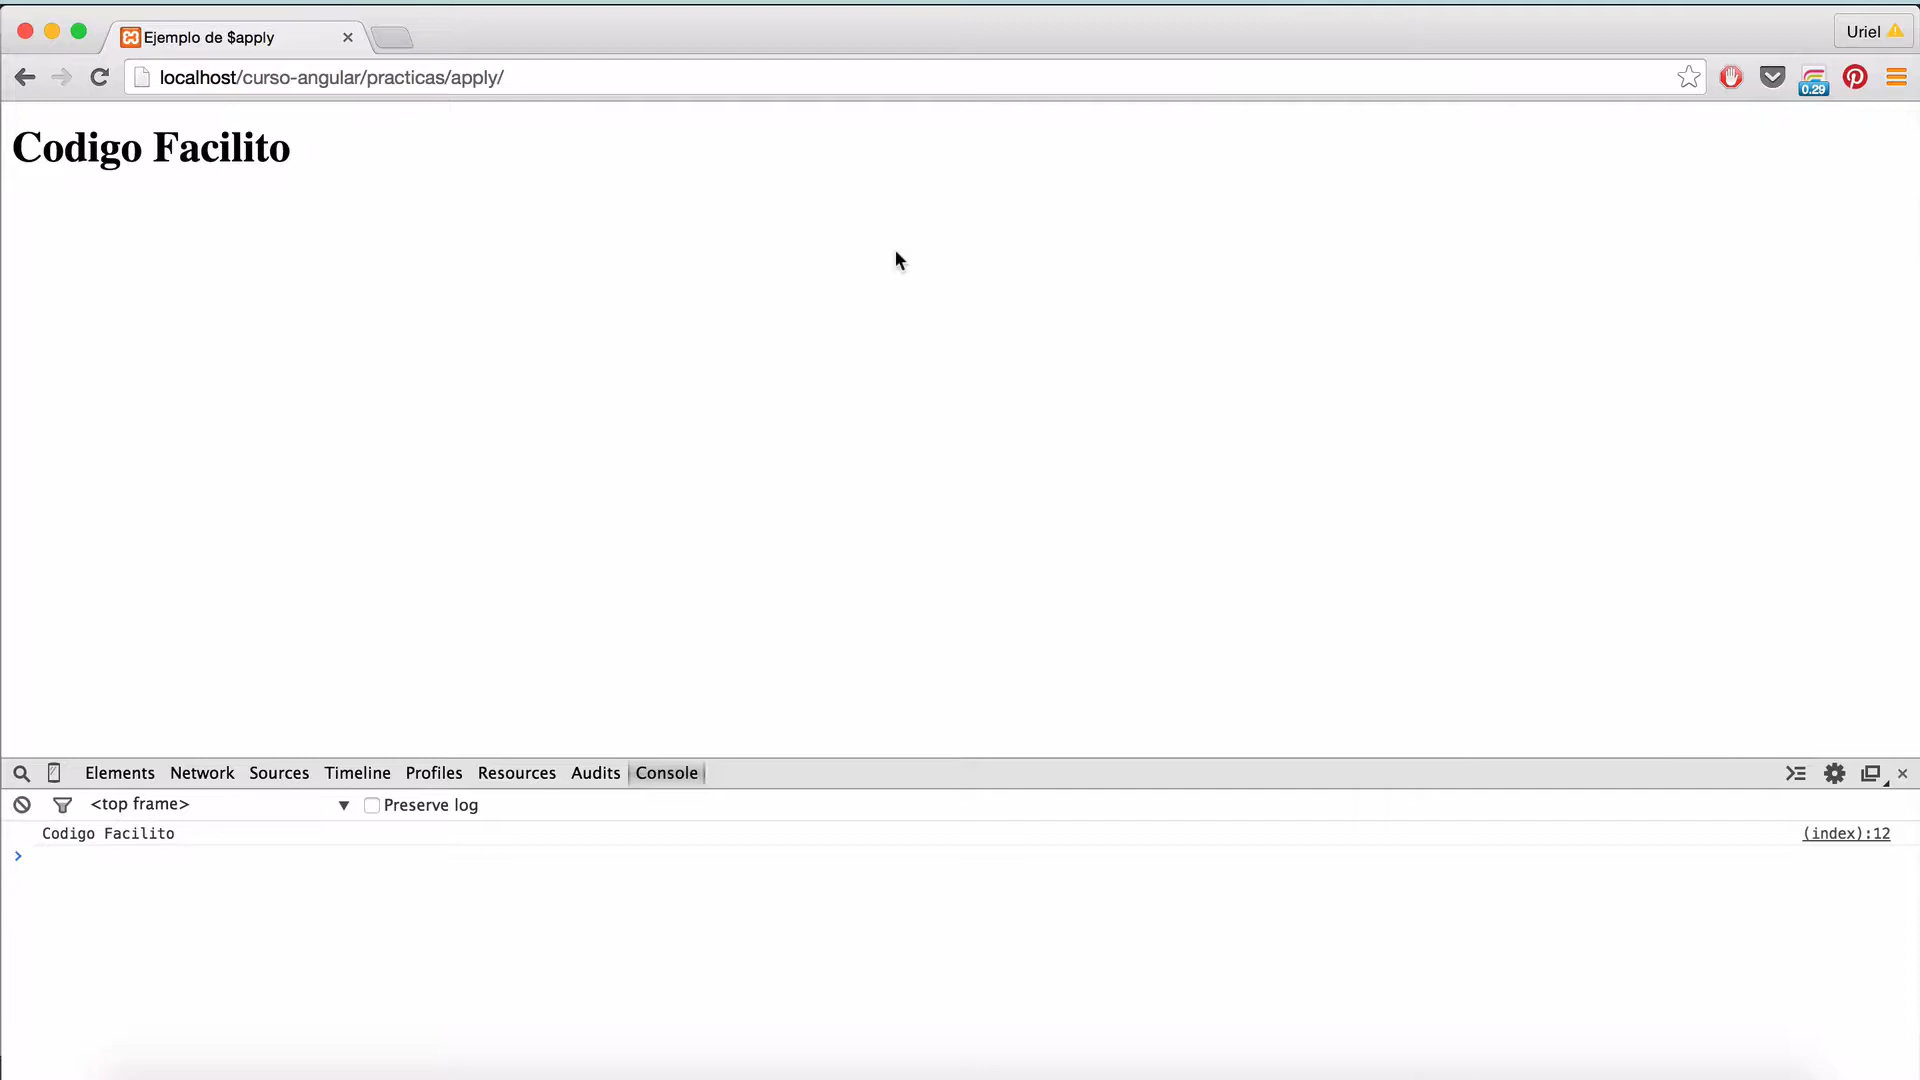 Ejemplo de $apply
Uriel
localhost/curso-angular/practicas/apply/
0.29
Codigo Facilito
Elements Network Sources Timeline Profiles Resources Audits Console
<top frame> Preserve log
Codigo Facilito (index):12